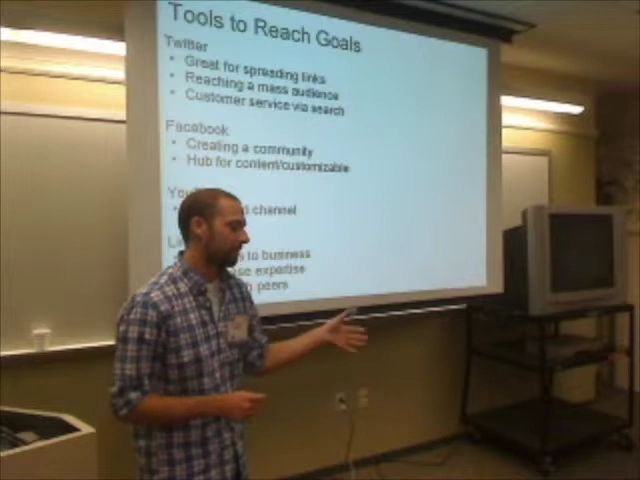 Tools to Reach Goals
Twitter
• Great for spreading links
• Reaching a mass audience
• Customer service via search
Facebook
• Creating a community
• Hub for content/customizable
channel
to business
expertise
peers